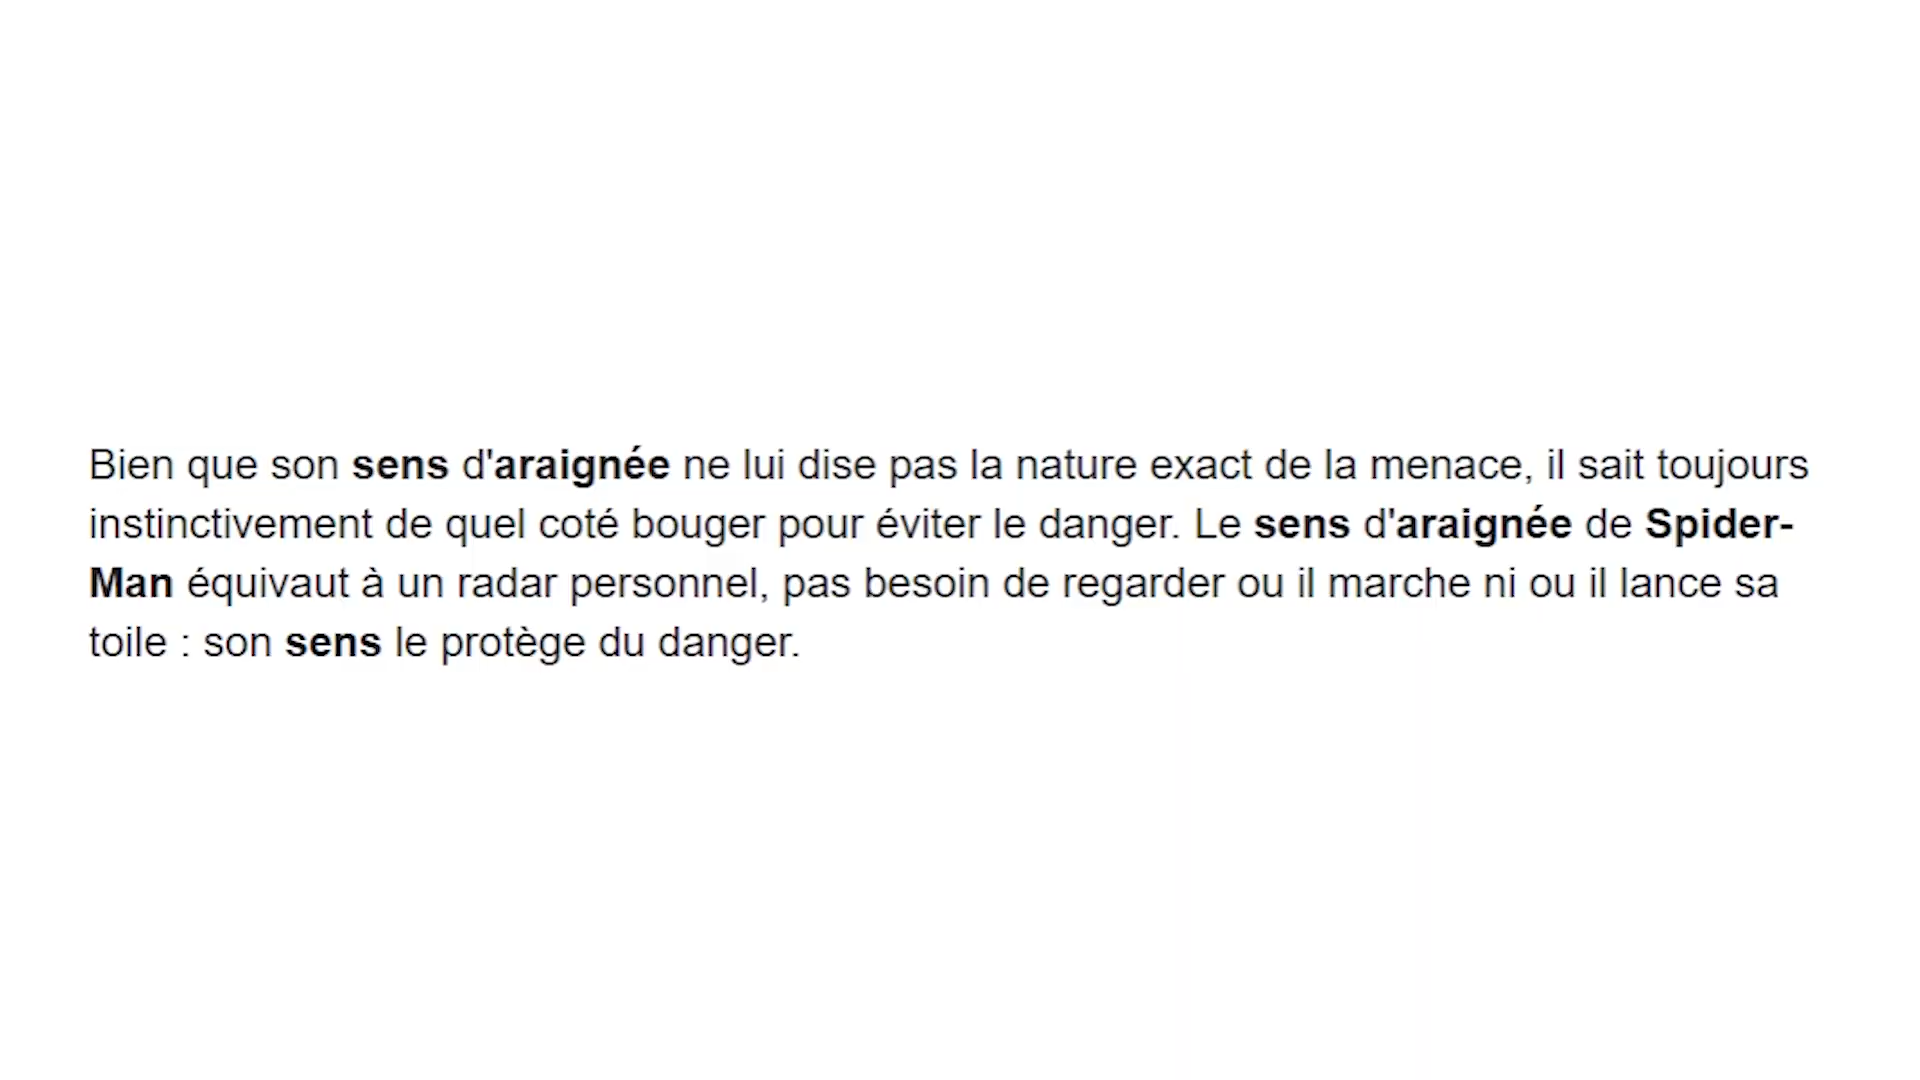 Bien que son sens d'araignée ne lui dise pas la nature exact de la menace, il sait toujours
instinctivement de quel coté bouger pour éviter le danger. Le sens d'araignée de Spider-
Man équivaut à un radar personnel, pas besoin de regarder ou il marche ni ou il lance sa
toile : son sens le protège du danger.